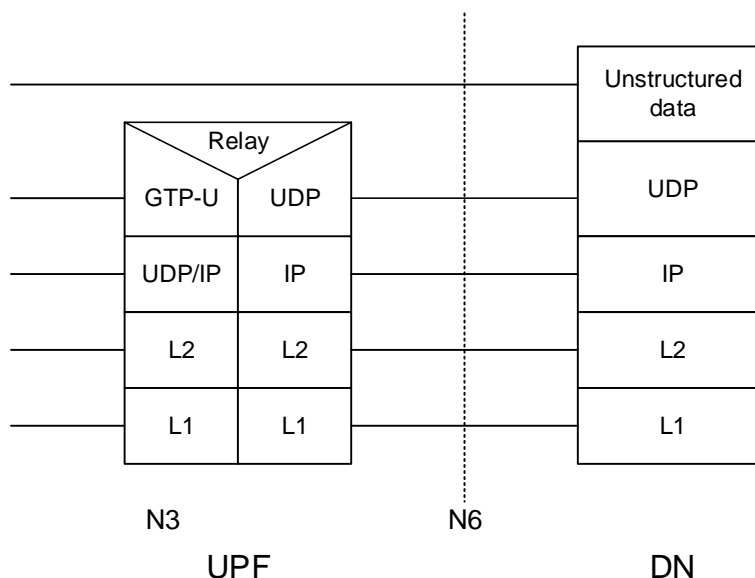 Unstructured
data
Relay
GTP-U UDP UDP
UDP/IP IP IP
L2 L2 L2
L1 L1 L1
N3 N6
UPF DN